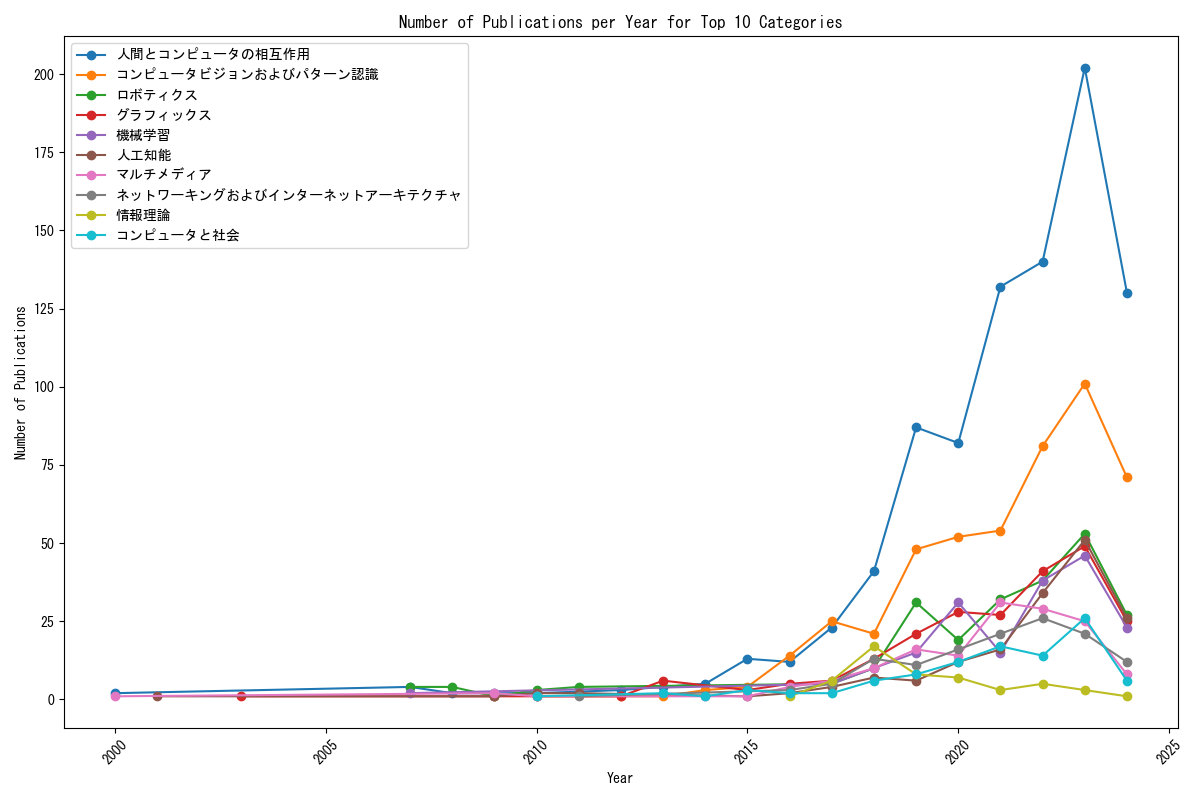 Number of Publications per Year for Top 10 Categories
人間とコンピュータの相互作用
コンピュータビジョンおよびパターン認識
ロボティクス
グラフィックス
機械学習
人工知能
マルチメディア
ネットワーキングおよびインターネットアーキテクチャ
情報理論
コンピュータと社会
200
175
150
125
100
75
50
25
0
Number of Publications
2000
2005
2010
2015
2020
2025
Year